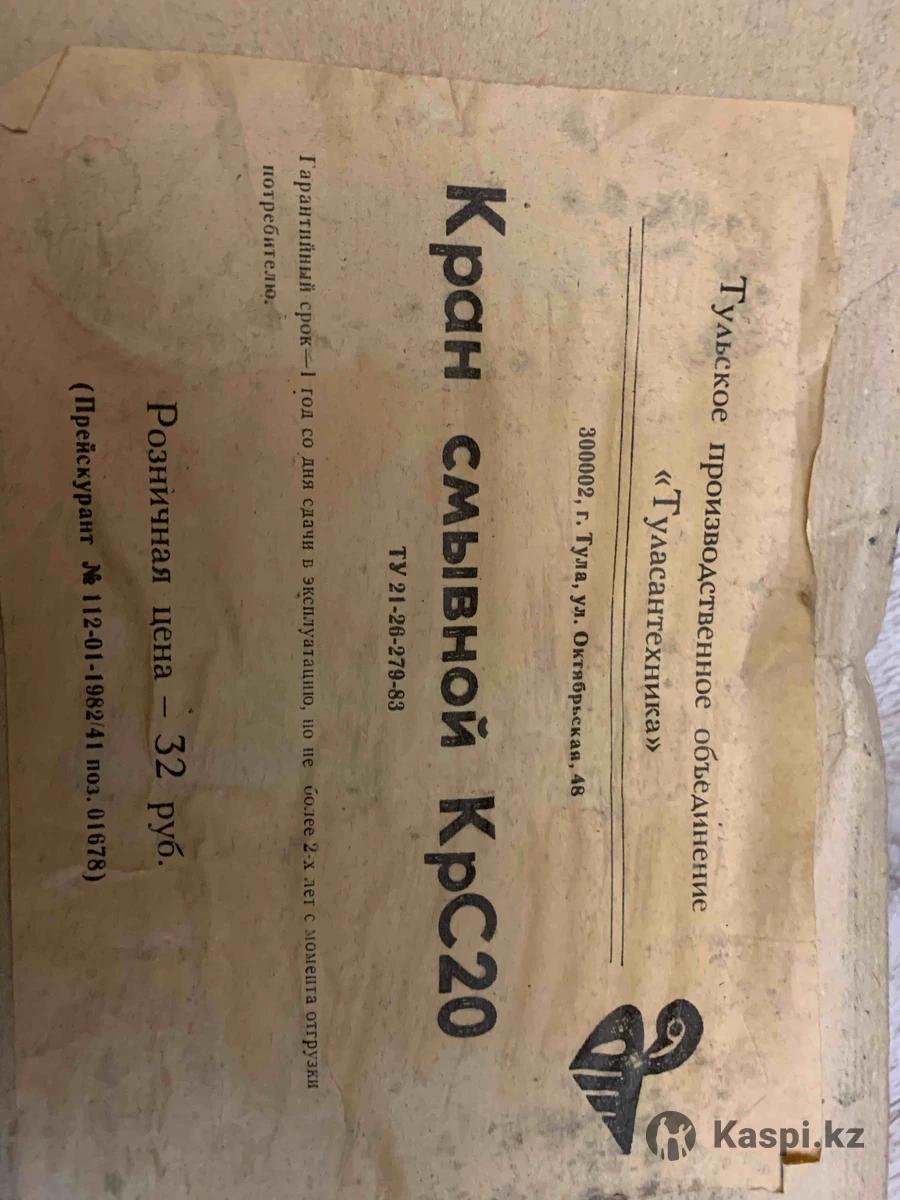 Тульское производственное объединение
«Туласантехника»
300002, г. Тула, ул. Октябрьская, 48
Кран смывной КрС20
ТУ 21-26-279-83
Гарантийный срок—1 год со дня сдачи в эксплуатацию, но не более 2-х лет с момента отгрузки
потребителю.
Розничная цена – 32 руб.
(Прейскурант № 112-01-1982/41 поз. 01678)
Kaspi.kz